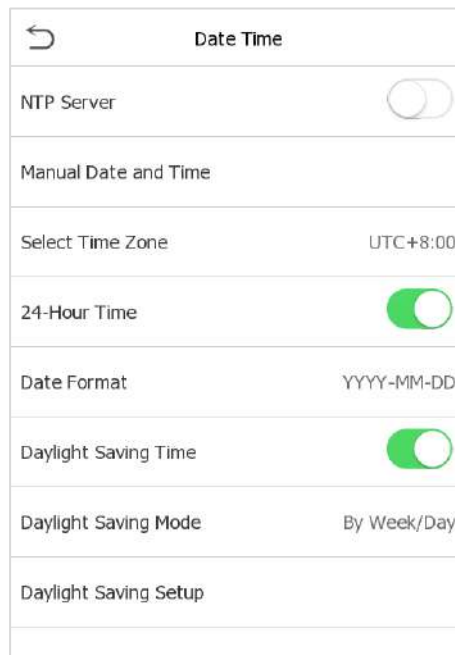 Date Time
NTP Server
Manual Date and Time
Select Time Zone UTC+8:00
24-Hour Time
Date Format YYYY-MM-DD
Daylight Saving Time
Daylight Saving Mode By Week/Day
Daylight Saving Setup